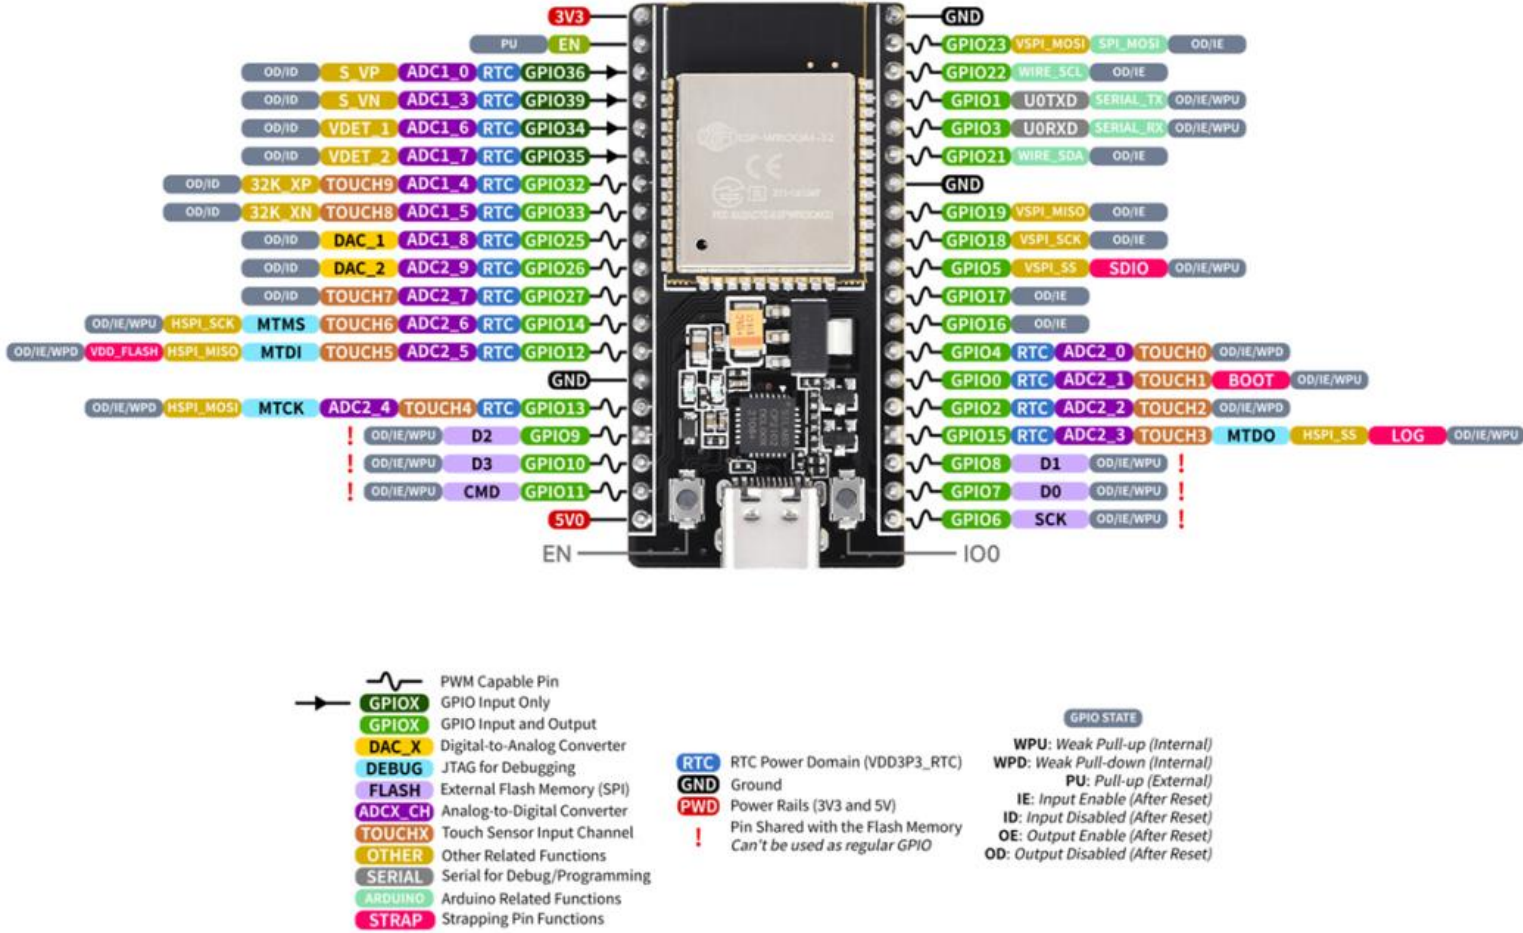 3V3 GND
PU EN GPIO23 VSPI_MOSI SPI_MOSI OD/IE
OD/ID S_VP ADC1_0 RTC GPIO36 GPIO22 WIRE_SCL OD/IE
OD/ID S_VN ADC1_3 RTC GPIO39 GPIO1 U0TXD SERIAL_TX OD/IE/WPU
OD/ID VDET_1 ADC1_6 RTC GPIO34 GPIO3 U0RXD SERIAL_RX OD/IE/WPU
OD/ID VDET_2 ADC1_7 RTC GPIO35 GPIO21 WIRE_SDA OD/IE
OD/ID 32K_XP TOUCH9 ADC1_4 RTC GPIO32 GND
OD/ID 32K_XN TOUCH8 ADC1_5 RTC GPIO33 GPIO19 VSPI_MISO OD/IE
OD/ID DAC_1 ADC1_8 RTC GPIO25 GPIO18 VSPI_SCK OD/IE
OD/ID DAC_2 ADC2_9 RTC GPIO26 GPIO5 VSPI_SS SDIO OD/IE/WPU
OD/ID TOUCH7 ADC2_7 RTC GPIO27 GPIO17 OD/IE
OD/IE/WPU HSPI_SCK MTMS TOUCH6 ADC2_6 RTC GPIO14 GPIO16 OD/IE
OD/IE/WPD VDD_FLASH HSPI_MISO MTDI TOUCH5 ADC2_5 RTC GPIO12 GPIO4 RTC ADC2_0 TOUCH0 OD/IE/WPD
GND GPIO0 RTC ADC2_1 TOUCH1 BOOT OD/IE/WPU
OD/IE/WPD HSPI_MOSI MTCK ADC2_4 TOUCH4 RTC GPIO13 GPIO2 RTC ADC2_2 TOUCH2 OD/IE/WPD
! OD/IE/WPU D2 GPIO9 GPIO15 RTC ADC2_3 TOUCH3 MTDO HSPI_SS LOG OD/IE/WPU
! OD/IE/WPU D3 GPIO10 GPIO8 D1 OD/IE/WPU !
! OD/IE/WPU CMD GPIO11 GPIO7 D0 OD/IE/WPU !
5V0 GPIO6 SCK OD/IE/WPU !
EN IO0
CE
PWM Capable Pin
GPIOX GPIO Input Only
GPIOX GPIO Input and Output
DAC_X Digital-to-Analog Converter
DEBUG JTAG for Debugging
FLASH External Flash Memory (SPI)
ADCX_CH Analog-to-Digital Converter
TOUCHX Touch Sensor Input Channel
OTHER Other Related Functions
SERIAL Serial for Debug/Programming
ARDUINO Arduino Related Functions
STRAP Strapping Pin Functions
RTC RTC Power Domain (VDD3P3_RTC)
GND Ground
PWD Power Rails (3V3 and 5V)
! Pin Shared with the Flash Memory
Can't be used as regular GPIO
GPIO STATE
WPU: Weak Pull-up (Internal)
WPD: Weak Pull-down (Internal)
PU: Pull-up (External)
IE: Input Enable (After Reset)
ID: Input Disabled (After Reset)
OE: Output Enable (After Reset)
OD: Output Disabled (After Reset)